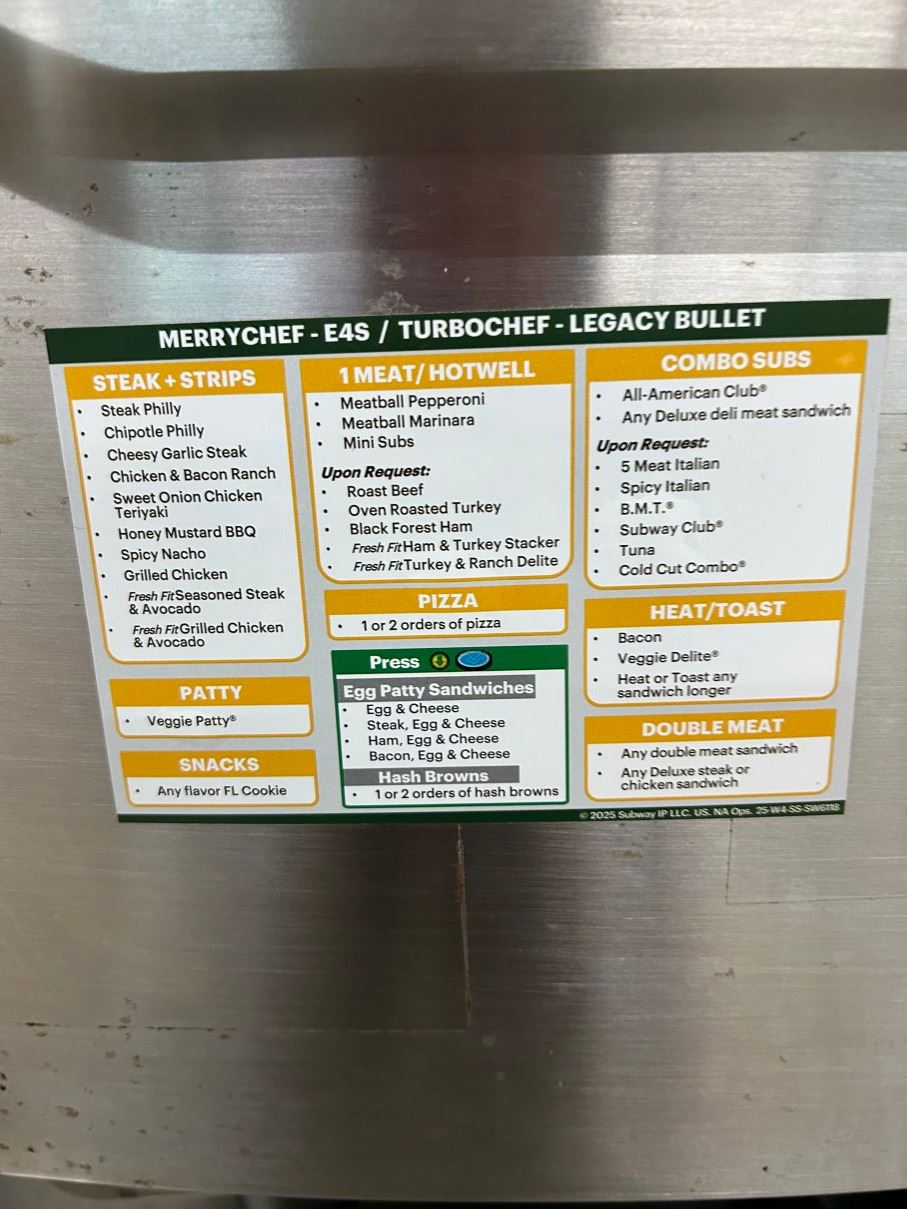 MERRYCHEF - E4S / TURBOCHEF - LEGACY BULLET
STEAK + STRIPS
• Steak Philly
• Chipotle Philly
• Cheesy Garlic Steak
• Chicken & Bacon Ranch
• Sweet Onion Chicken
Teriyaki
• Honey Mustard BBQ
• Spicy Nacho
• Grilled Chicken
• Fresh Fit Seasoned Steak
& Avocado
• Fresh Fit Grilled Chicken
& Avocado
PATTY
• Veggie Patty®
SNACKS
• Any flavor FL Cookie
1 MEAT/ HOTWELL
• Meatball Pepperoni
• Meatball Marinara
• Mini Subs
Upon Request:
• Roast Beef
• Oven Roasted Turkey
• Black Forest Ham
• Fresh Fit Ham & Turkey Stacker
• Fresh Fit Turkey & Ranch Delite
PIZZA
• 1 or 2 orders of pizza
Press
Egg Patty Sandwiches
• Egg & Cheese
• Steak, Egg & Cheese
• Ham, Egg & Cheese
• Bacon, Egg & Cheese
Hash Browns
• 1 or 2 orders of hash browns
COMBO SUBS
• All-American Club®
• Any Deluxe deli meat sandwich
Upon Request:
• 5 Meat Italian
• Spicy Italian
• B.M.T.®
• Subway Club®
• Tuna
• Cold Cut Combo®
HEAT/TOAST
• Bacon
• Veggie Delite®
• Heat or Toast any
sandwich longer
DOUBLE MEAT
• Any double meat sandwich
• Any Deluxe steak or
chicken sandwich
© 2025 Subway IP LLC. US. NA Ops. 25-W4-SS-SW6118